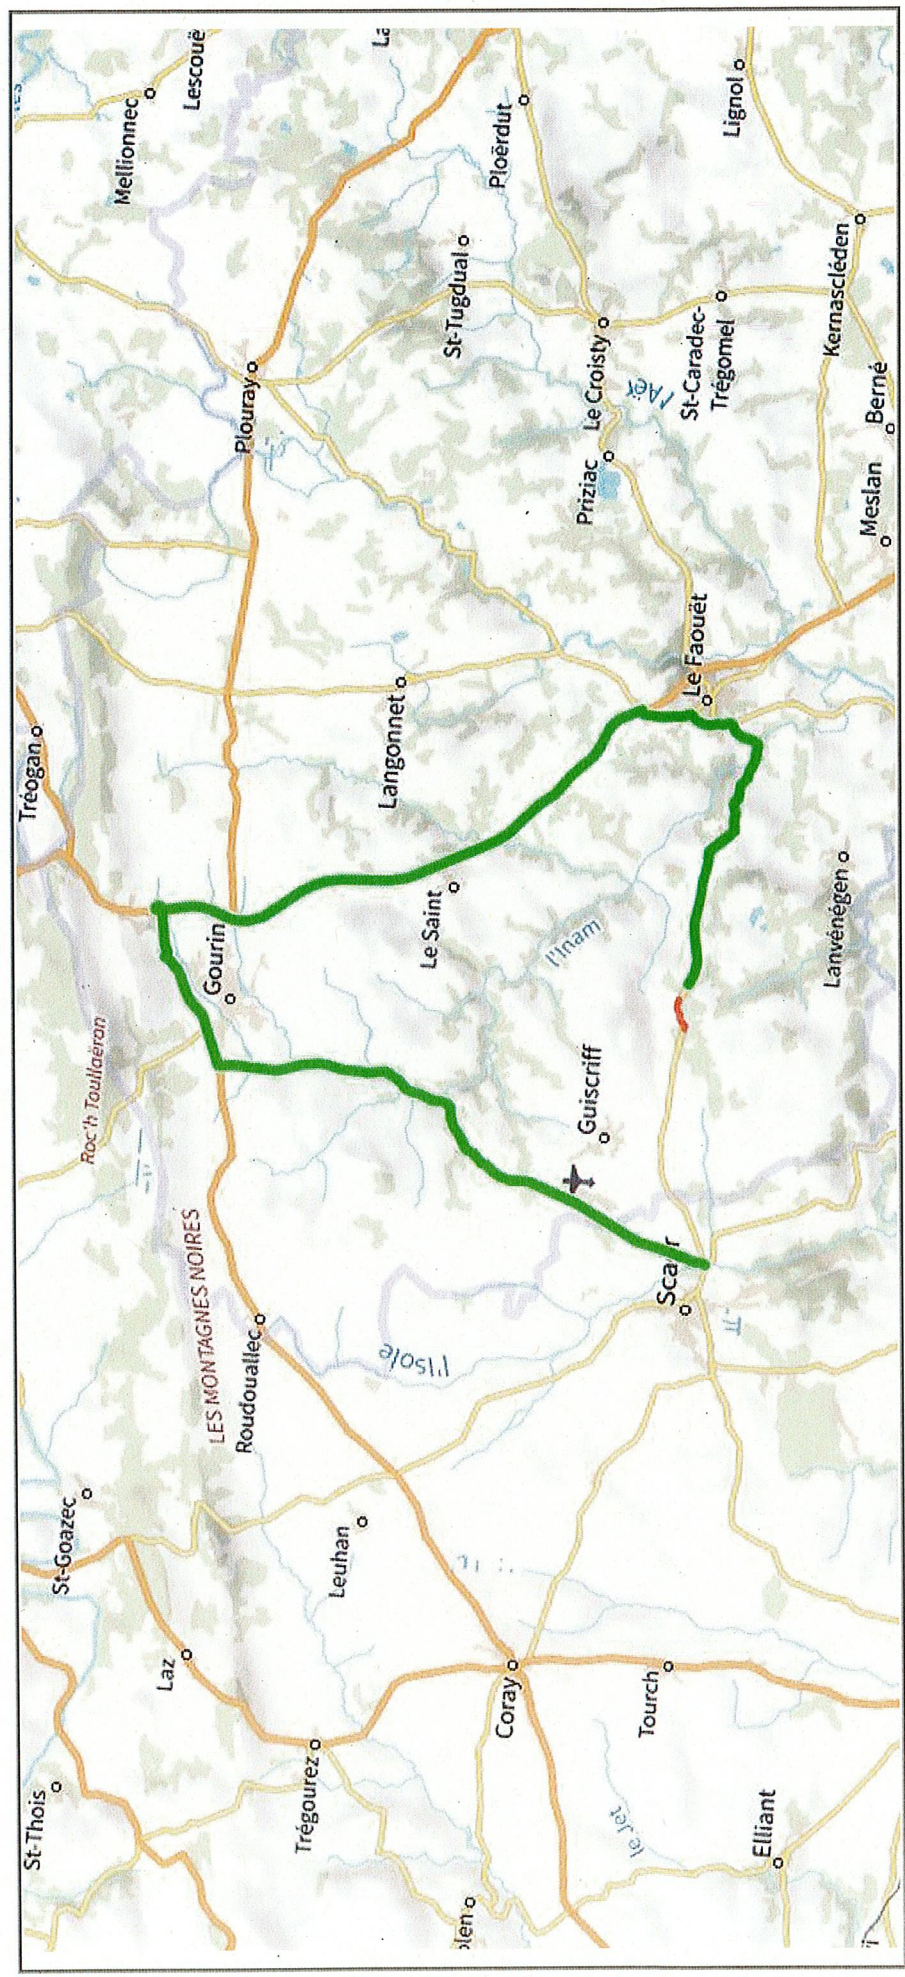 St-Thois
Laz
St-Goazec
Tréogan
Mellionnec
Lescouë
Trégourez
Leuhan
Roudouallec
LES MONTAGNES NOIRES
Roc'h Toullaëron
Gourin
Plouray
Coray
l'Isole
Le Saint
Langonnet
St-Tugdual
Ploërdut
Tourch
le Jet
Guiscriff
l'Inam
Priziac
Le Croisty
l'Aër
Elliant
Scaër
Le Faouët
St-Caradec-
Trégomel
Lignol
Lanvénégen
Meslan
Berné
Kernascléden